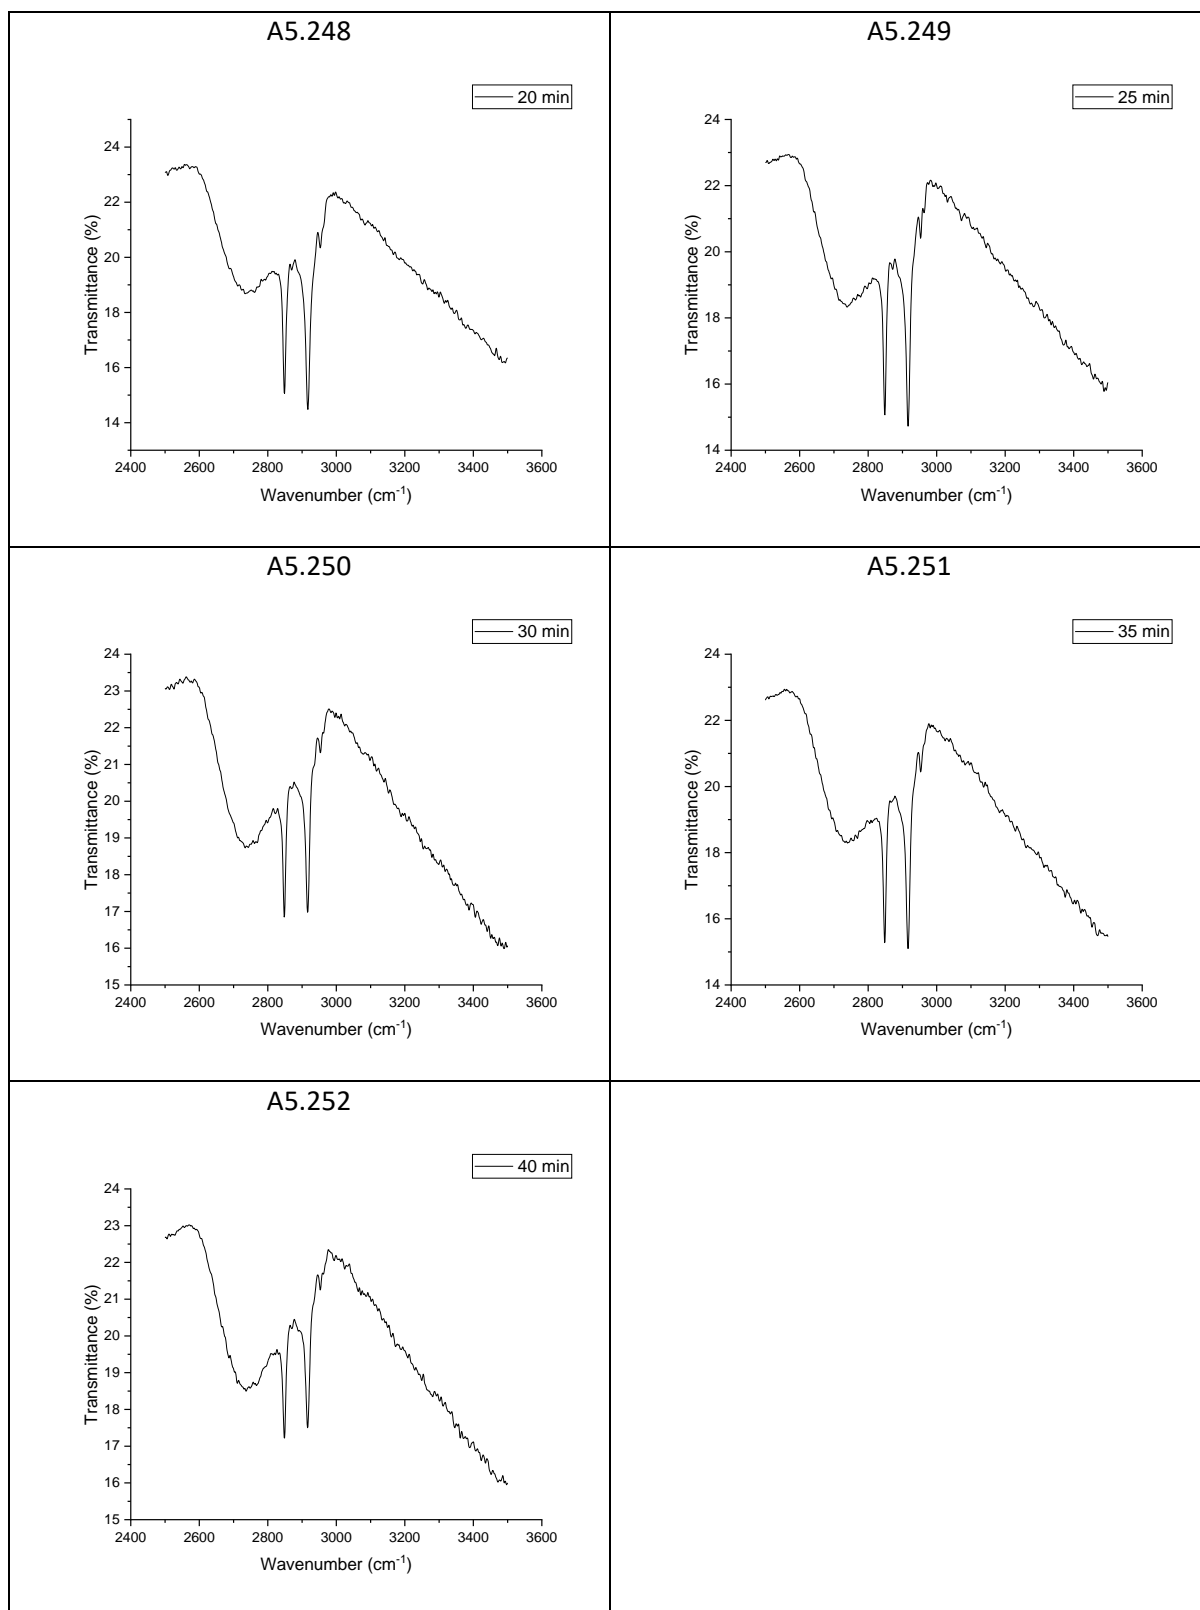 A5.248
20 min
24
22
20
18
16
14
Transmittance (%)
2400 2600 2800 3000 3200 3400 3600
Wavenumber (cm⁻¹)
A5.249
25 min
24
22
20
18
16
14
Transmittance (%)
2400 2600 2800 3000 3200 3400 3600
Wavenumber (cm⁻¹)
A5.250
30 min
24
23
22
21
20
19
18
17
16
15
Transmittance (%)
2400 2600 2800 3000 3200 3400 3600
Wavenumber (cm⁻¹)
A5.251
35 min
24
22
20
18
16
14
Transmittance (%)
2400 2600 2800 3000 3200 3400 3600
Wavenumber (cm⁻¹)
A5.252
40 min
24
23
22
21
20
19
18
17
16
15
Transmittance (%)
2400 2600 2800 3000 3200 3400 3600
Wavenumber (cm⁻¹)